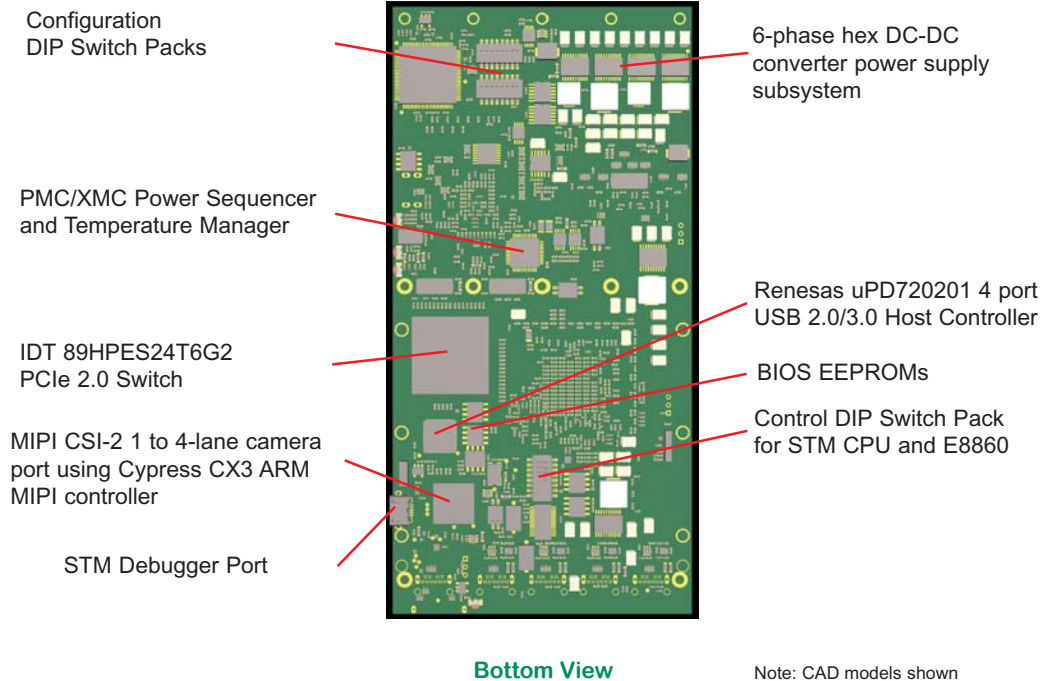 Configuration
DIP Switch Packs
6-phase hex DC-DC
converter power supply
subsystem
PMC/XMC Power Sequencer
and Temperature Manager
Renesas uPD720201 4 port
USB 2.0/3.0 Host Controller
IDT 89HPES24T6G2
PCIe 2.0 Switch
BIOS EEPROMs
Control DIP Switch Pack
for STM CPU and E8860
MIPI CSI-2 1 to 4-lane camera
port using Cypress CX3 ARM
MIPI controller
STM Debugger Port
Bottom View
Note: CAD models shown